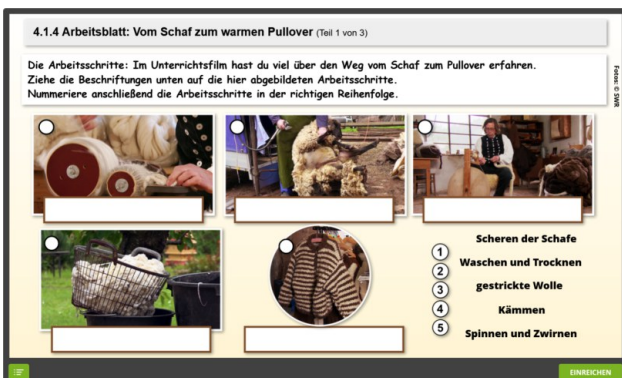 4.1.4 Arbeitsblatt: Vom Schaf zum warmen Pullover (Teil 1 von 3)
Die Arbeitsschritte: Im Unterrichtsfilm hast du viel über den Weg vom Schaf zum Pullover erfahren.
Ziehe die Beschriftungen unten auf die hier abgebildeten Arbeitsschritte.
Nummeriere anschließend die Arbeitsschritte in der richtigen Reihenfolge.
Fotos: © SWR
Scheren der Schafe
1
Waschen und Trocknen
2
gestrickte Wolle
3
Kämmen
4
Spinnen und Zwirnen
5
EINREICHEN